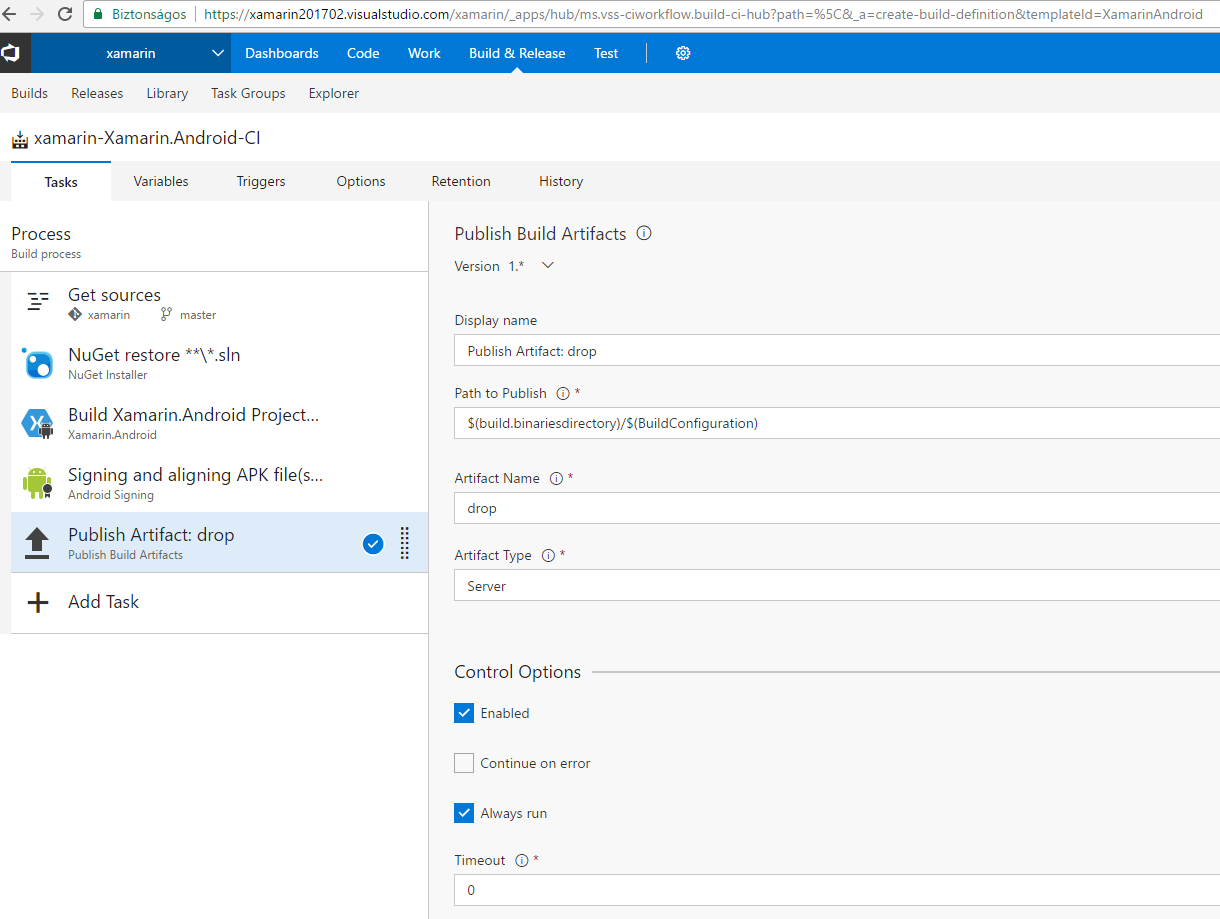 Biztonságos https://xamarin201702.visualstudio.com/xamarin/_apps/hub/ms.vss-ciworkflow.build-ci-hub?path=%5C&_a=create-build-definition&templateId=XamarinAndroid
xamarin Dashboards Code Work Build & Release Test
Builds Releases Library Task Groups Explorer
xamarin-Xamarin.Android-CI
Tasks Variables Triggers Options Retention History
Process
Build process
Get sources
xamarin master
NuGet restore **\*.sln
NuGet Installer
Build Xamarin.Android Project...
Xamarin.Android
Signing and aligning APK file(s...
Android Signing
Publish Artifact: drop
Publish Build Artifacts
Add Task
Publish Build Artifacts
Version 1.*
Display name
Publish Artifact: drop
Path to Publish *
$(build.binariesdirectory)/$(BuildConfiguration)
Artifact Name *
drop
Artifact Type *
Server
Control Options
Enabled
Continue on error
Always run
Timeout *
0